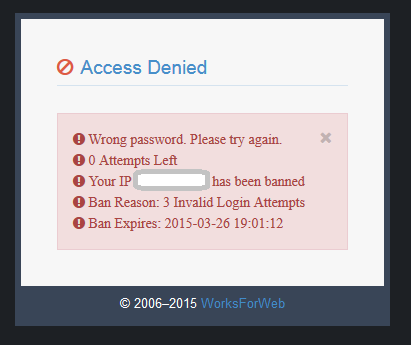 Access Denied
Wrong password. Please try again.
0 Attempts Left
Your IP has been banned
Ban Reason: 3 Invalid Login Attempts
Ban Expires: 2015-03-26 19:01:12
© 2006–2015 WorksForWeb